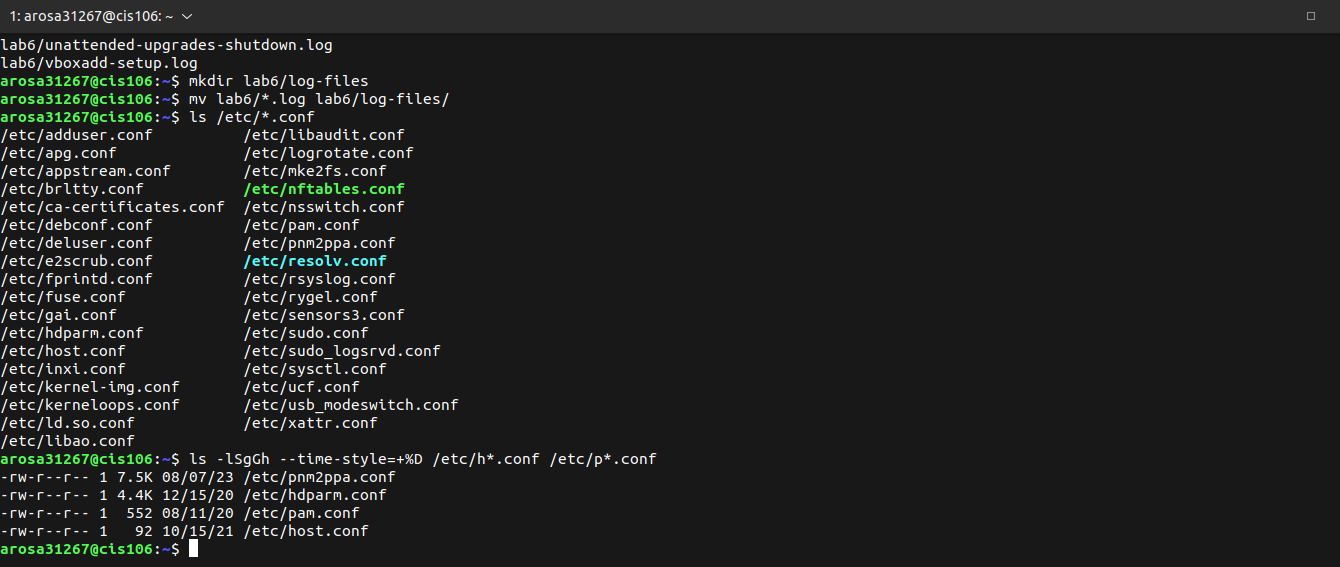 1: arosa31267@cis106: ~
lab6/unattended-upgrades-shutdown.log
lab6/vboxadd-setup.log
arosa31267@cis106:~$ mkdir lab6/log-files
arosa31267@cis106:~$ mv lab6/*.log lab6/log-files/
arosa31267@cis106:~$ ls /etc/*.conf
/etc/adduser.conf          /etc/libaudit.conf
/etc/apg.conf              /etc/logrotate.conf
/etc/appstream.conf        /etc/mke2fs.conf
/etc/brltty.conf           /etc/nftables.conf
/etc/ca-certificates.conf  /etc/nsswitch.conf
/etc/debconf.conf          /etc/pam.conf
/etc/deluser.conf          /etc/pnm2ppa.conf
/etc/e2scrub.conf          /etc/resolv.conf
/etc/fprintd.conf          /etc/rsyslog.conf
/etc/fuse.conf             /etc/rygel.conf
/etc/gai.conf              /etc/sensors3.conf
/etc/hdparm.conf           /etc/sudo.conf
/etc/host.conf             /etc/sudo_logsrvd.conf
/etc/inxi.conf             /etc/sysctl.conf
/etc/kernel-img.conf       /etc/ucf.conf
/etc/kerneloops.conf       /etc/usb_modeswitch.conf
/etc/ld.so.conf            /etc/xattr.conf
/etc/libao.conf
arosa31267@cis106:~$ ls -lSgGh --time-style=+%D /etc/h*.conf /etc/p*.conf
-rw-r--r-- 1 7.5K 08/07/23 /etc/pnm2ppa.conf
-rw-r--r-- 1 4.4K 12/15/20 /etc/hdparm.conf
-rw-r--r-- 1  552 08/11/20 /etc/pam.conf
-rw-r--r-- 1   92 10/15/21 /etc/host.conf
arosa31267@cis106:~$